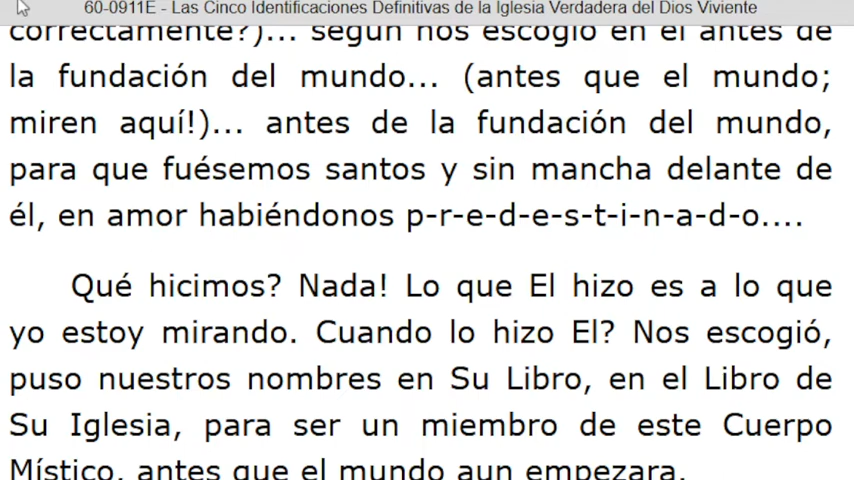 60-0911E - Las Cinco Identificaciones Definitivas de la Iglesia Verdadera del Dios Viviente
correctamente?)... según nos escogió en él antes de
la fundación del mundo... (antes que el mundo;
miren aquí!)... antes de la fundación del mundo,
para que fuésemos santos y sin mancha delante de
él, en amor habiéndonos p-r-e-d-e-s-t-i-n-a-d-o....
Qué hicimos? Nada! Lo que El hizo es a lo que
yo estoy mirando. Cuando lo hizo El? Nos escogió,
puso nuestros nombres en Su Libro, en el Libro de
Su Iglesia, para ser un miembro de este Cuerpo
Místico, antes que el mundo aun empezara.